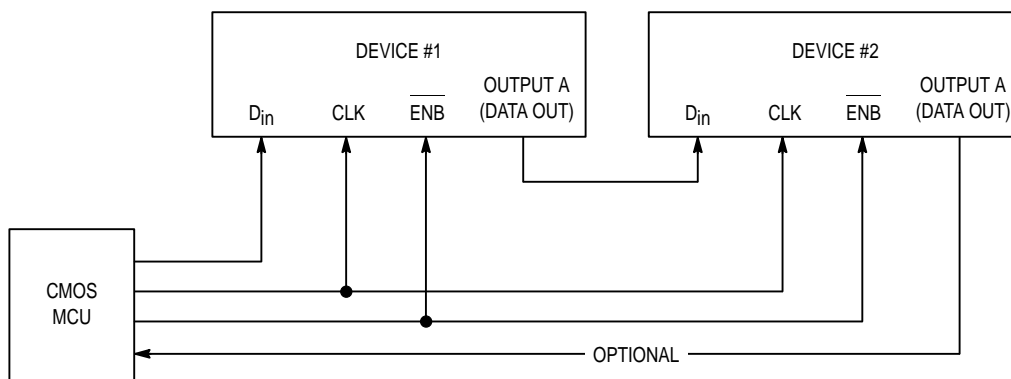 DEVICE #1
Din
CLK
ENB
OUTPUT A
(DATA OUT)
DEVICE #2
Din
CLK
ENB
OUTPUT A
(DATA OUT)
CMOS
MCU
OPTIONAL